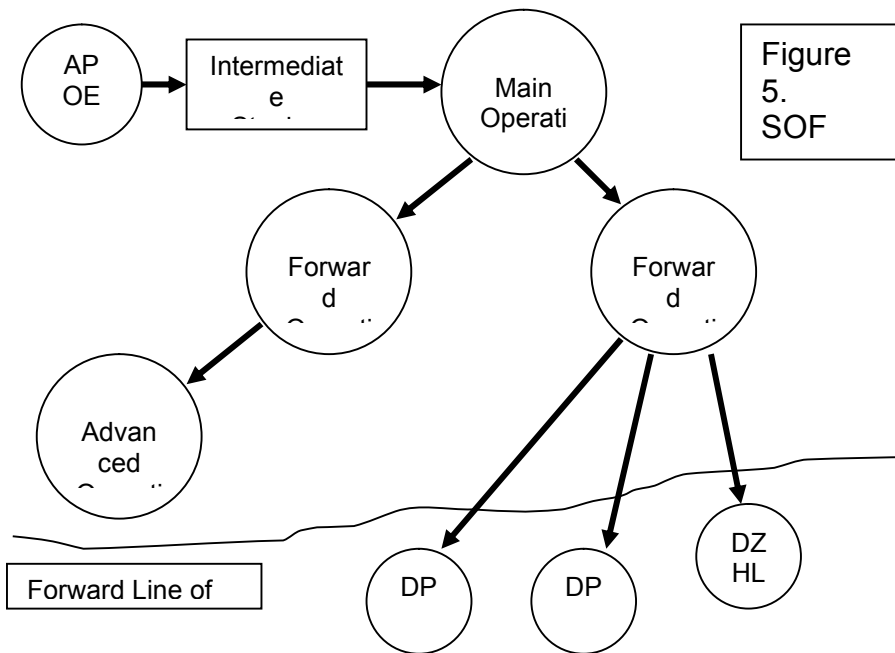 AP
OE
Intermediat
e
Main
Operati
Figure
5.
SOF
Forwar
d
Forwar
d
Advan
ced
DZ
HL
DP
DP
Forward Line of